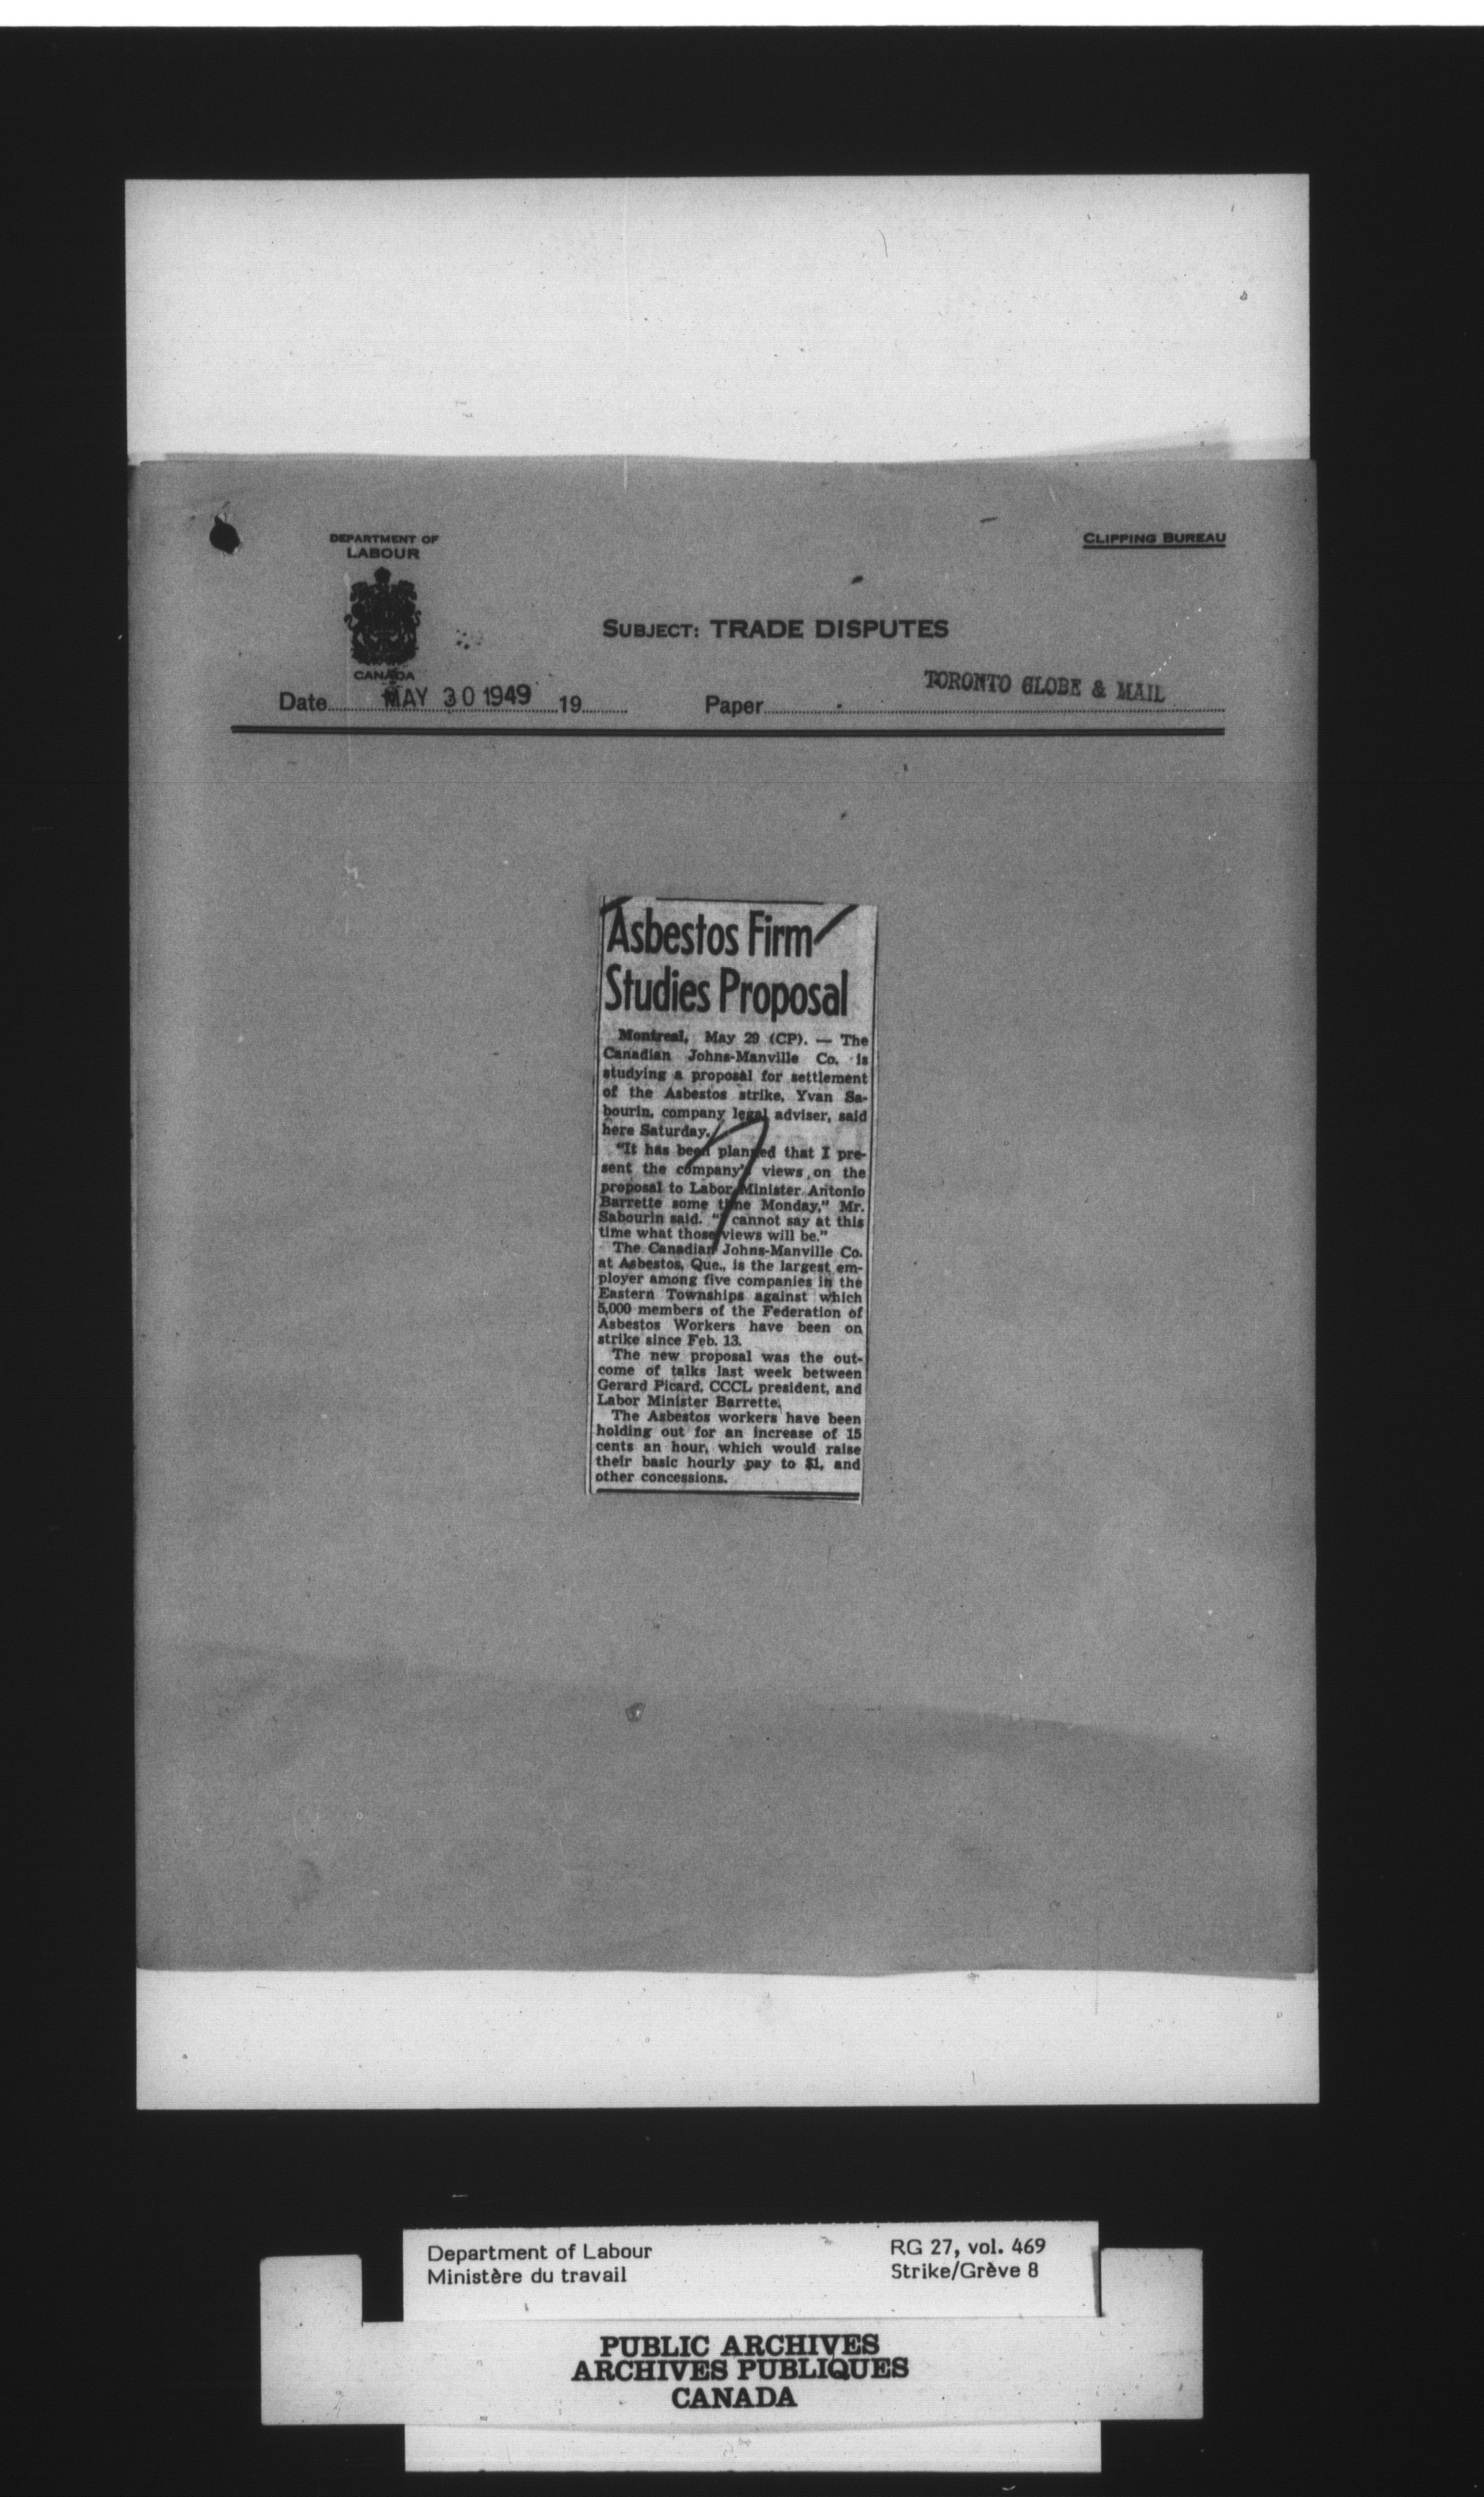 DEPARTMENT OF
LABOUR
CANADA
CLIPPING BUREAU
SUBJECT: TRADE DISPUTES
Date MAY 30 1949 19
Paper TORONTO GLOBE & MAIL
Asbestos Firm
Studies Proposal
Montreal, May 29 (CP). — The
Canadian Johns-Manville Co. is
studying a proposal for settlement
of the Asbestos strike, Yvan Sa-
bourin, company legal adviser, said
here Saturday.
"It has been planned that I pre-
sent the company's views on the
proposal to Labor Minister Antonio
Barrette some time Monday," Mr.
Sabourin said. "I cannot say at this
time what those views will be."
The Canadian Johns-Manville Co.
at Asbestos, Que., is the largest em-
ployer among five companies in the
Eastern Townships against which
5,000 members of the Federation of
Asbestos Workers have been on
strike since Feb. 13.
The new proposal was the out-
come of talks last week between
Gerard Picard, CCCL president, and
Labor Minister Barrette.
The Asbestos workers have been
holding out for an increase of 15
cents an hour, which would raise
their basic hourly pay to $1, and
other concessions.
Department of Labour
Ministère du travail
RG 27, vol. 469
Strike/Grève 8
PUBLIC ARCHIVES
ARCHIVES PUBLIQUES
CANADA